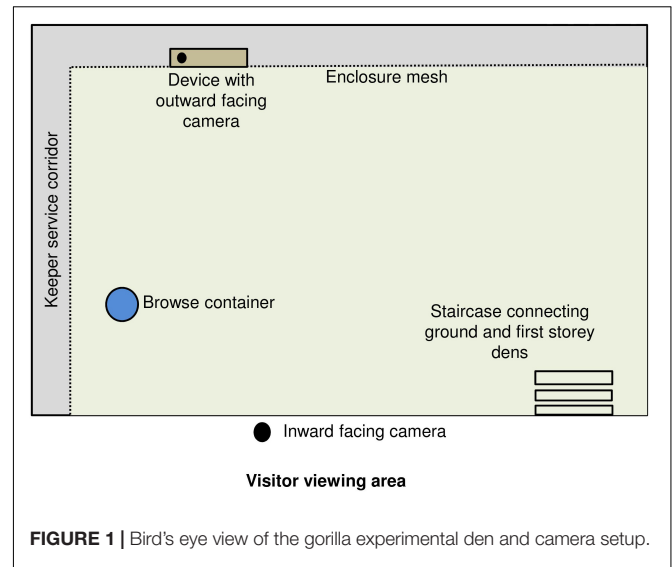 Device with
outward facing
camera
Enclosure mesh
Keeper service corridor
Browse container
Staircase connecting
ground and first storey
dens
Inward facing camera
Visitor viewing area
FIGURE 1 | Bird's eye view of the gorilla experimental den and camera setup.